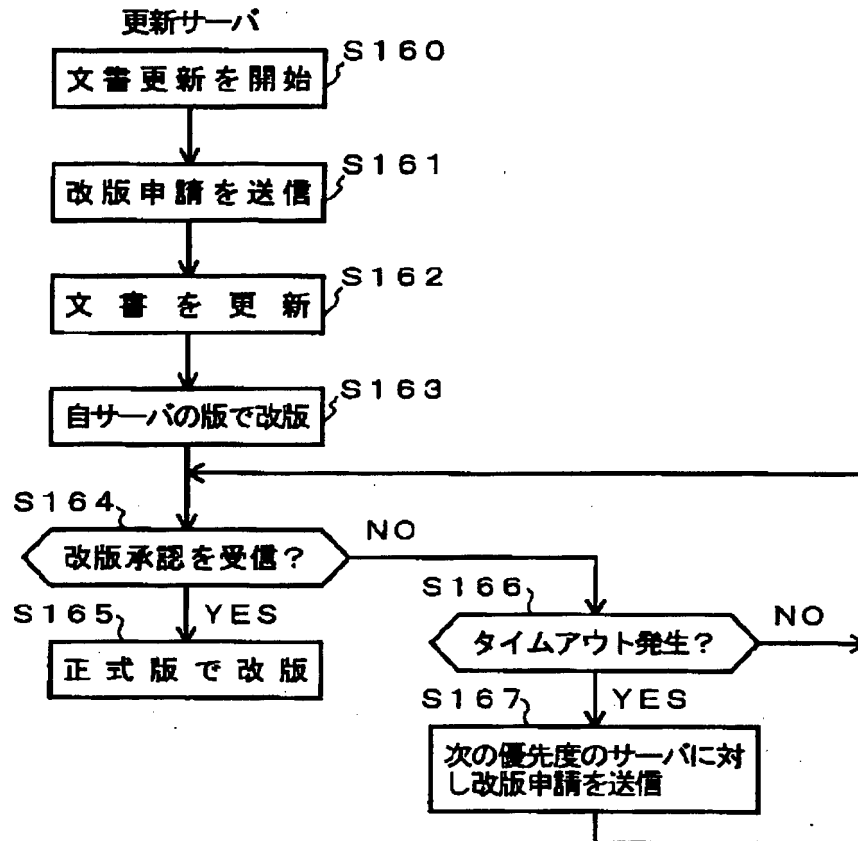 更新サーバ
S160
文書更新を開始
S161
改版申請を送信
S162
文書を更新
S163
自サーバの版で改版
S164
改版承認を受信?
NO
S165
YES
正式版で改版
S166
タイムアウト発生?
NO
S167
YES
次の優先度のサーバに対
し改版申請を送信